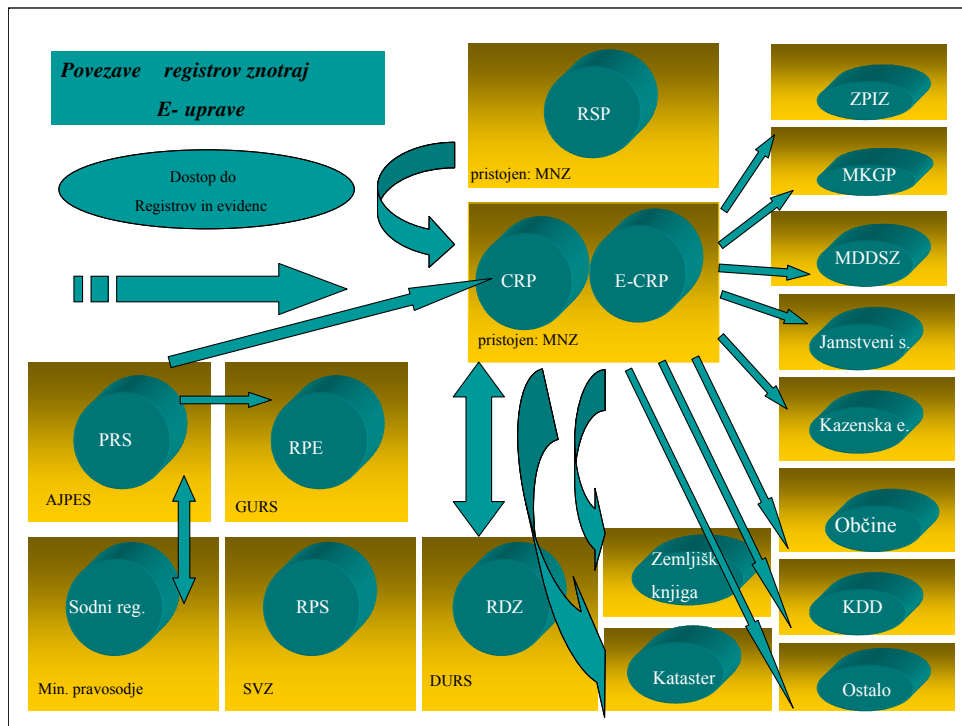 Povezave registrov znotraj
E- uprave
Dostop do
Registrov in evidenc
RSP
pristojen: MNZ
CRP
E-CRP
pristojen: MNZ
ZPIZ
MKGP
MDDSZ
Jamstveni s.
Kazenska e.
Občine
KDD
Ostalo
PRS
AJPES
RPE
GURS
Sodni reg.
Min. pravosodje
RPS
SVZ
RDZ
DURS
Zemljišk
knjiga
Kataster